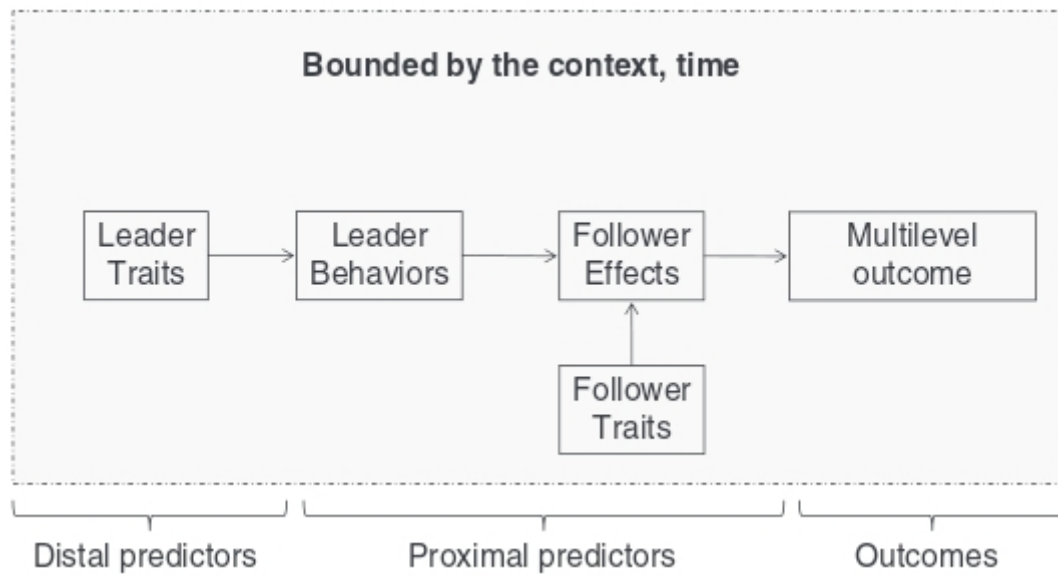 Bounded by the context, time
Leader
Traits
Leader
Behaviors
Follower
Effects
Multilevel
outcome
Follower
Traits
Distal predictors
Proximal predictors
Outcomes